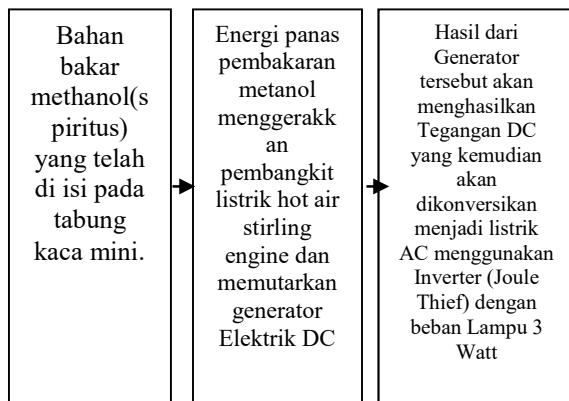 Bahan
bakar
methanol(s
piritus)
yang telah
di isi pada
tabung
kaca mini.
Energi panas
pembakaran
metanol
menggerakk
an
pembangkit
listrik hot air
stirling
engine dan
memutarkan
generator
Elektrik DC
Hasil dari
Generator
tersebut akan
menghasilkan
Tegangan DC
yang kemudian
akan
dikonversikan
menjadi listrik
AC menggunakan
Inverter (Joule
Thief) dengan
beban Lampu 3
Watt